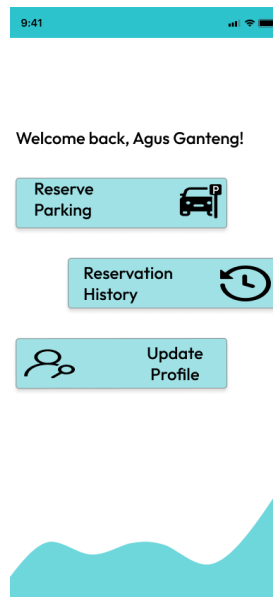 9:41
Welcome back, Agus Ganteng!
Reserve
Parking
P
Reservation
History
Update
Profile